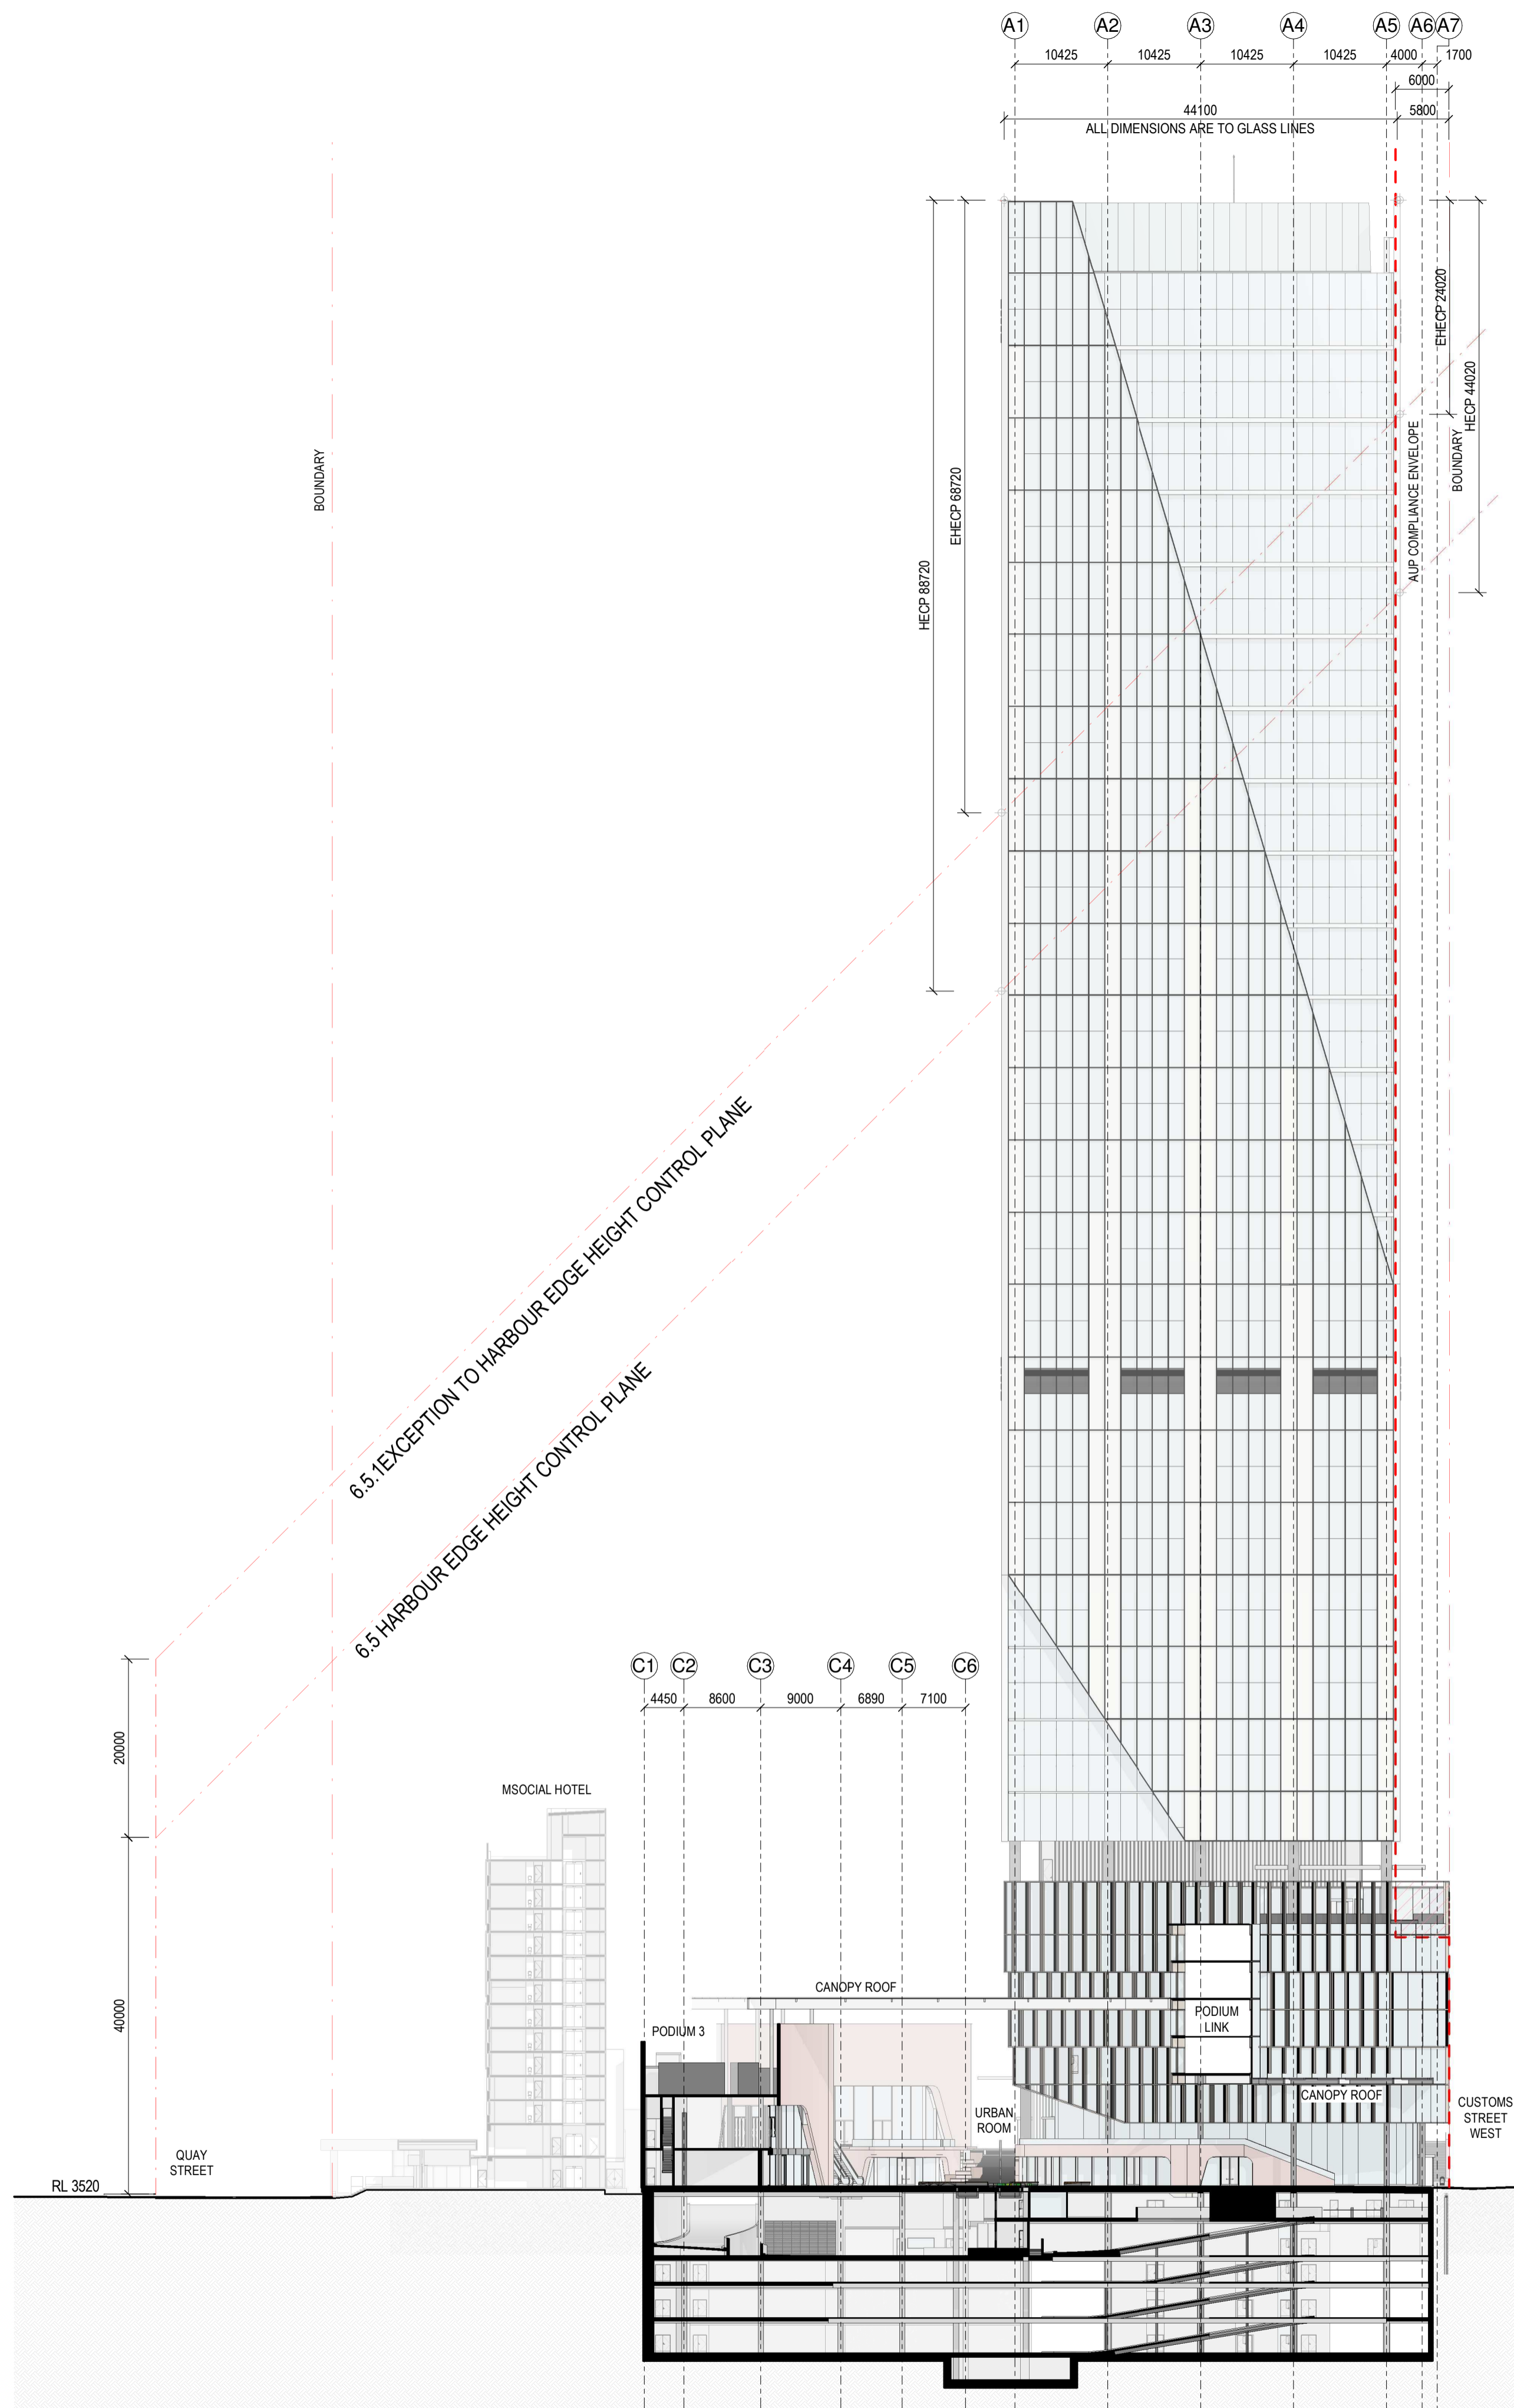 A1 A2 A3 A4 A5 A6 A7
10425 10425 10425 10425 4000 1700
6000
44100 5800
ALL DIMENSIONS ARE TO GLASS LINES
EHECP 24020
HECP 44020
BOUNDARY
AUP COMPLIANCE ENVELOPE
BOUNDARY
EHECP 68720
HECP 88720
6.5.1EXCEPTION TO HARBOUR EDGE HEIGHT CONTROL PLANE
6.5 HARBOUR EDGE HEIGHT CONTROL PLANE
C1 C2 C3 C4 C5 C6
4450 8600 9000 6890 7100
20000
MSOCIAL HOTEL
40000
CANOPY ROOF
PODIUM 3
PODIUM
LINK
CANOPY ROOF
URBAN
ROOM
CUSTOMS
STREET
WEST
QUAY
STREET
RL 3520